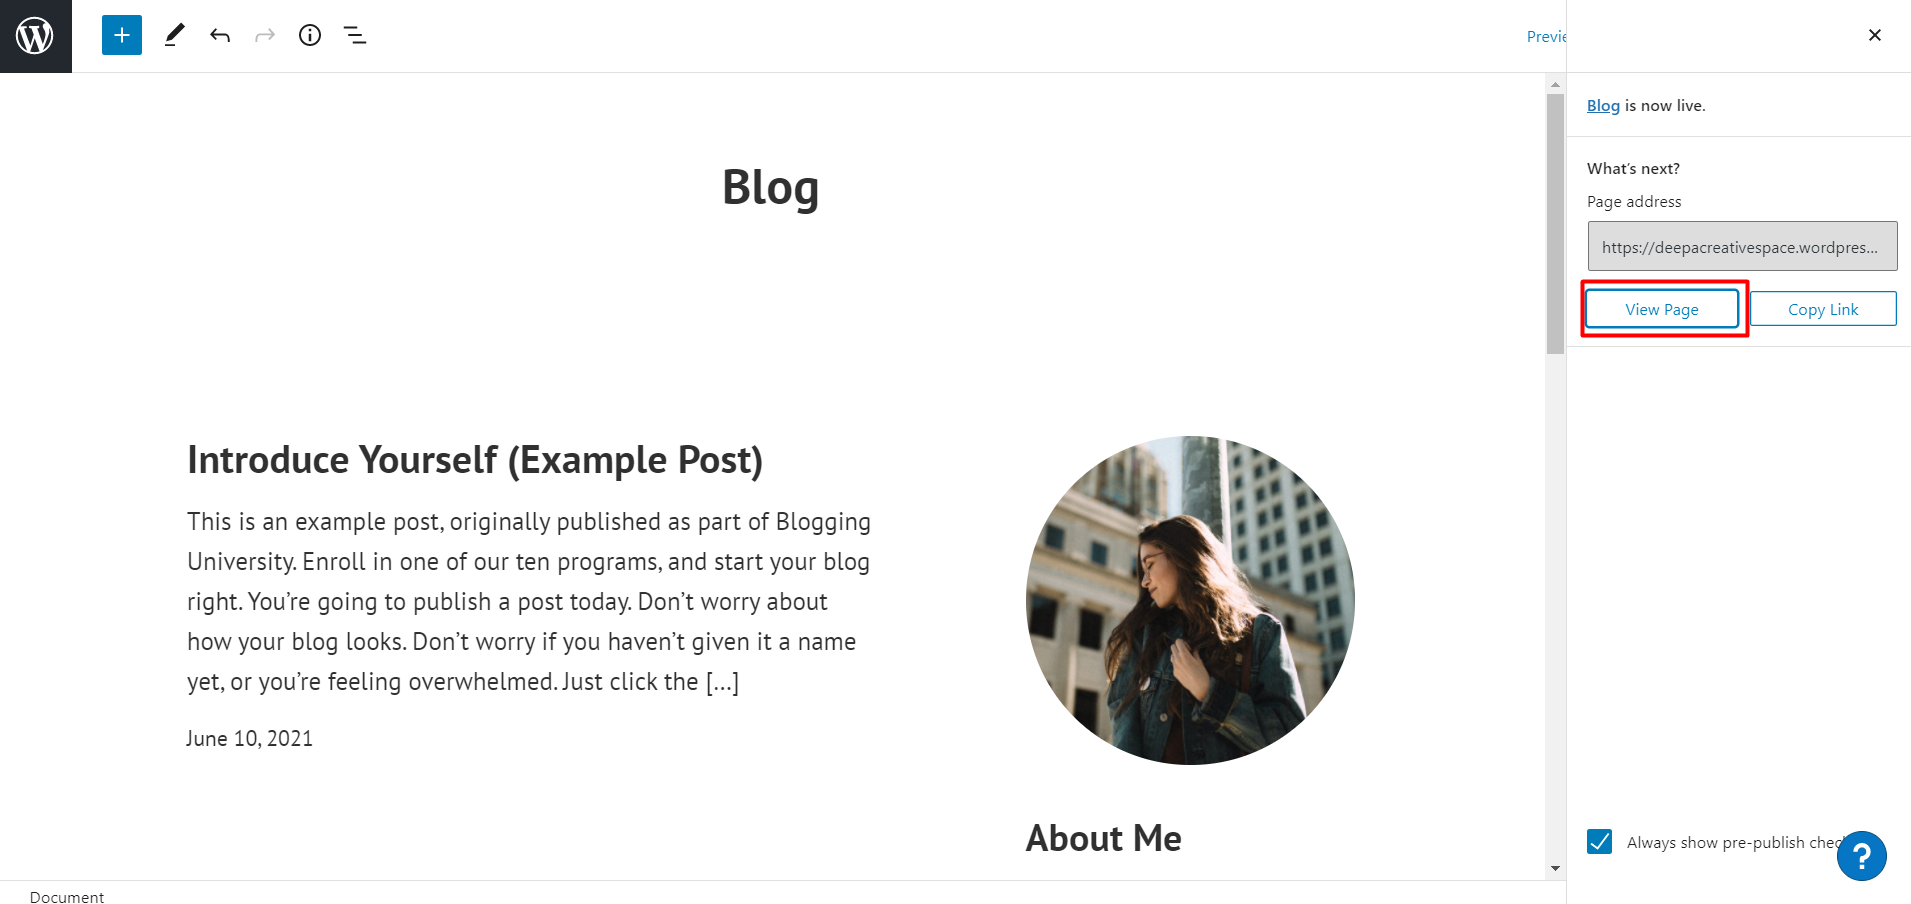 Previe
Blog is now live.
What's next?
Page address
https://deepacreativespace.wordpres...
View Page
Copy Link
Blog
Introduce Yourself (Example Post)
This is an example post, originally published as part of Blogging
University. Enroll in one of our ten programs, and start your blog
right. You’re going to publish a post today. Don’t worry about
how your blog looks. Don’t worry if you haven’t given it a name
yet, or you’re feeling overwhelmed. Just click the […]
June 10, 2021
About Me
Always show pre-publish chec
?
Document